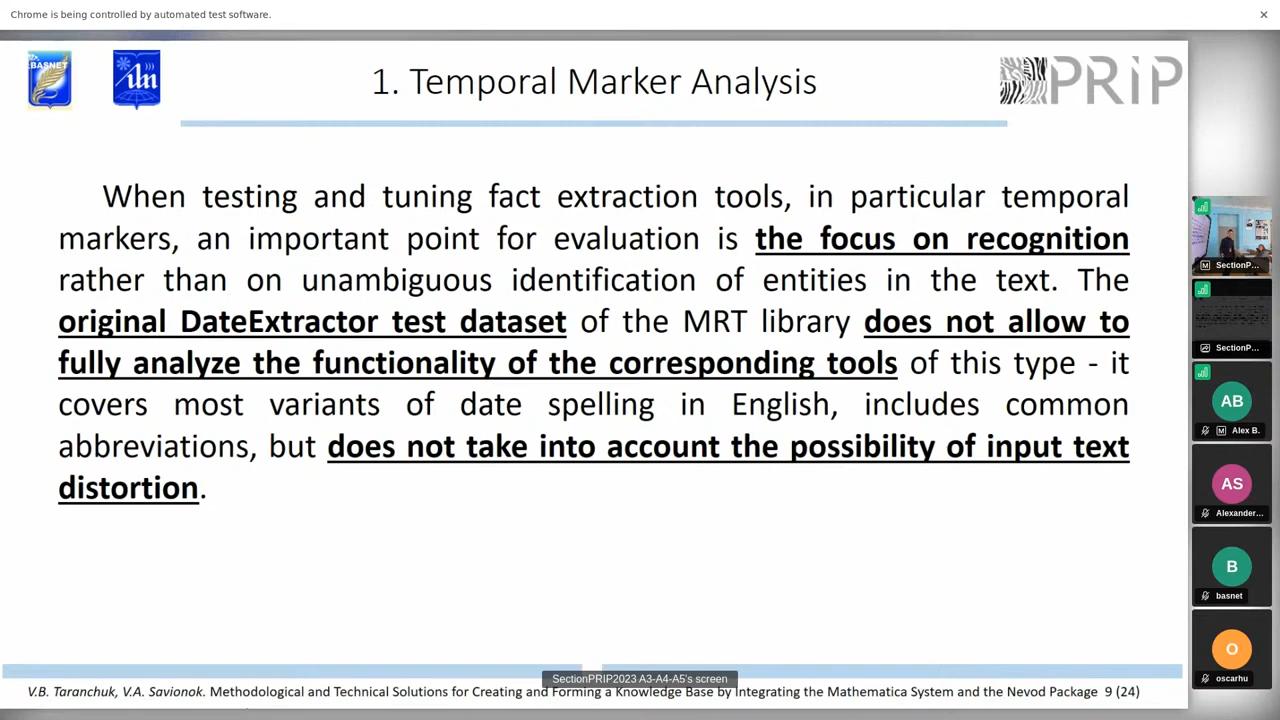 Chrome is being controlled by automated test software.
BASNET
1. Temporal Marker Analysis
PRIP
When testing and tuning fact extraction tools, in particular temporal
markers, an important point for evaluation is the focus on recognition
rather than on unambiguous identification of entities in the text. The
original DateExtractor test dataset of the MRT library does not allow to
fully analyze the functionality of the corresponding tools of this type - it
covers most variants of date spelling in English, includes common
abbreviations, but does not take into account the possibility of input text
distortion.
SectionP...
SectionP...
AB
Alex B.
AS
Alexander...
B
basnet
O
oscarhu
SectionPRIP2023 A3-A4-A5's screen
V.B. Taranchuk, V.A. Savionok. Methodological and Technical Solutions for Creating and Forming a Knowledge Base by Integrating the Mathematica System and the Nevod Package 9 (24)